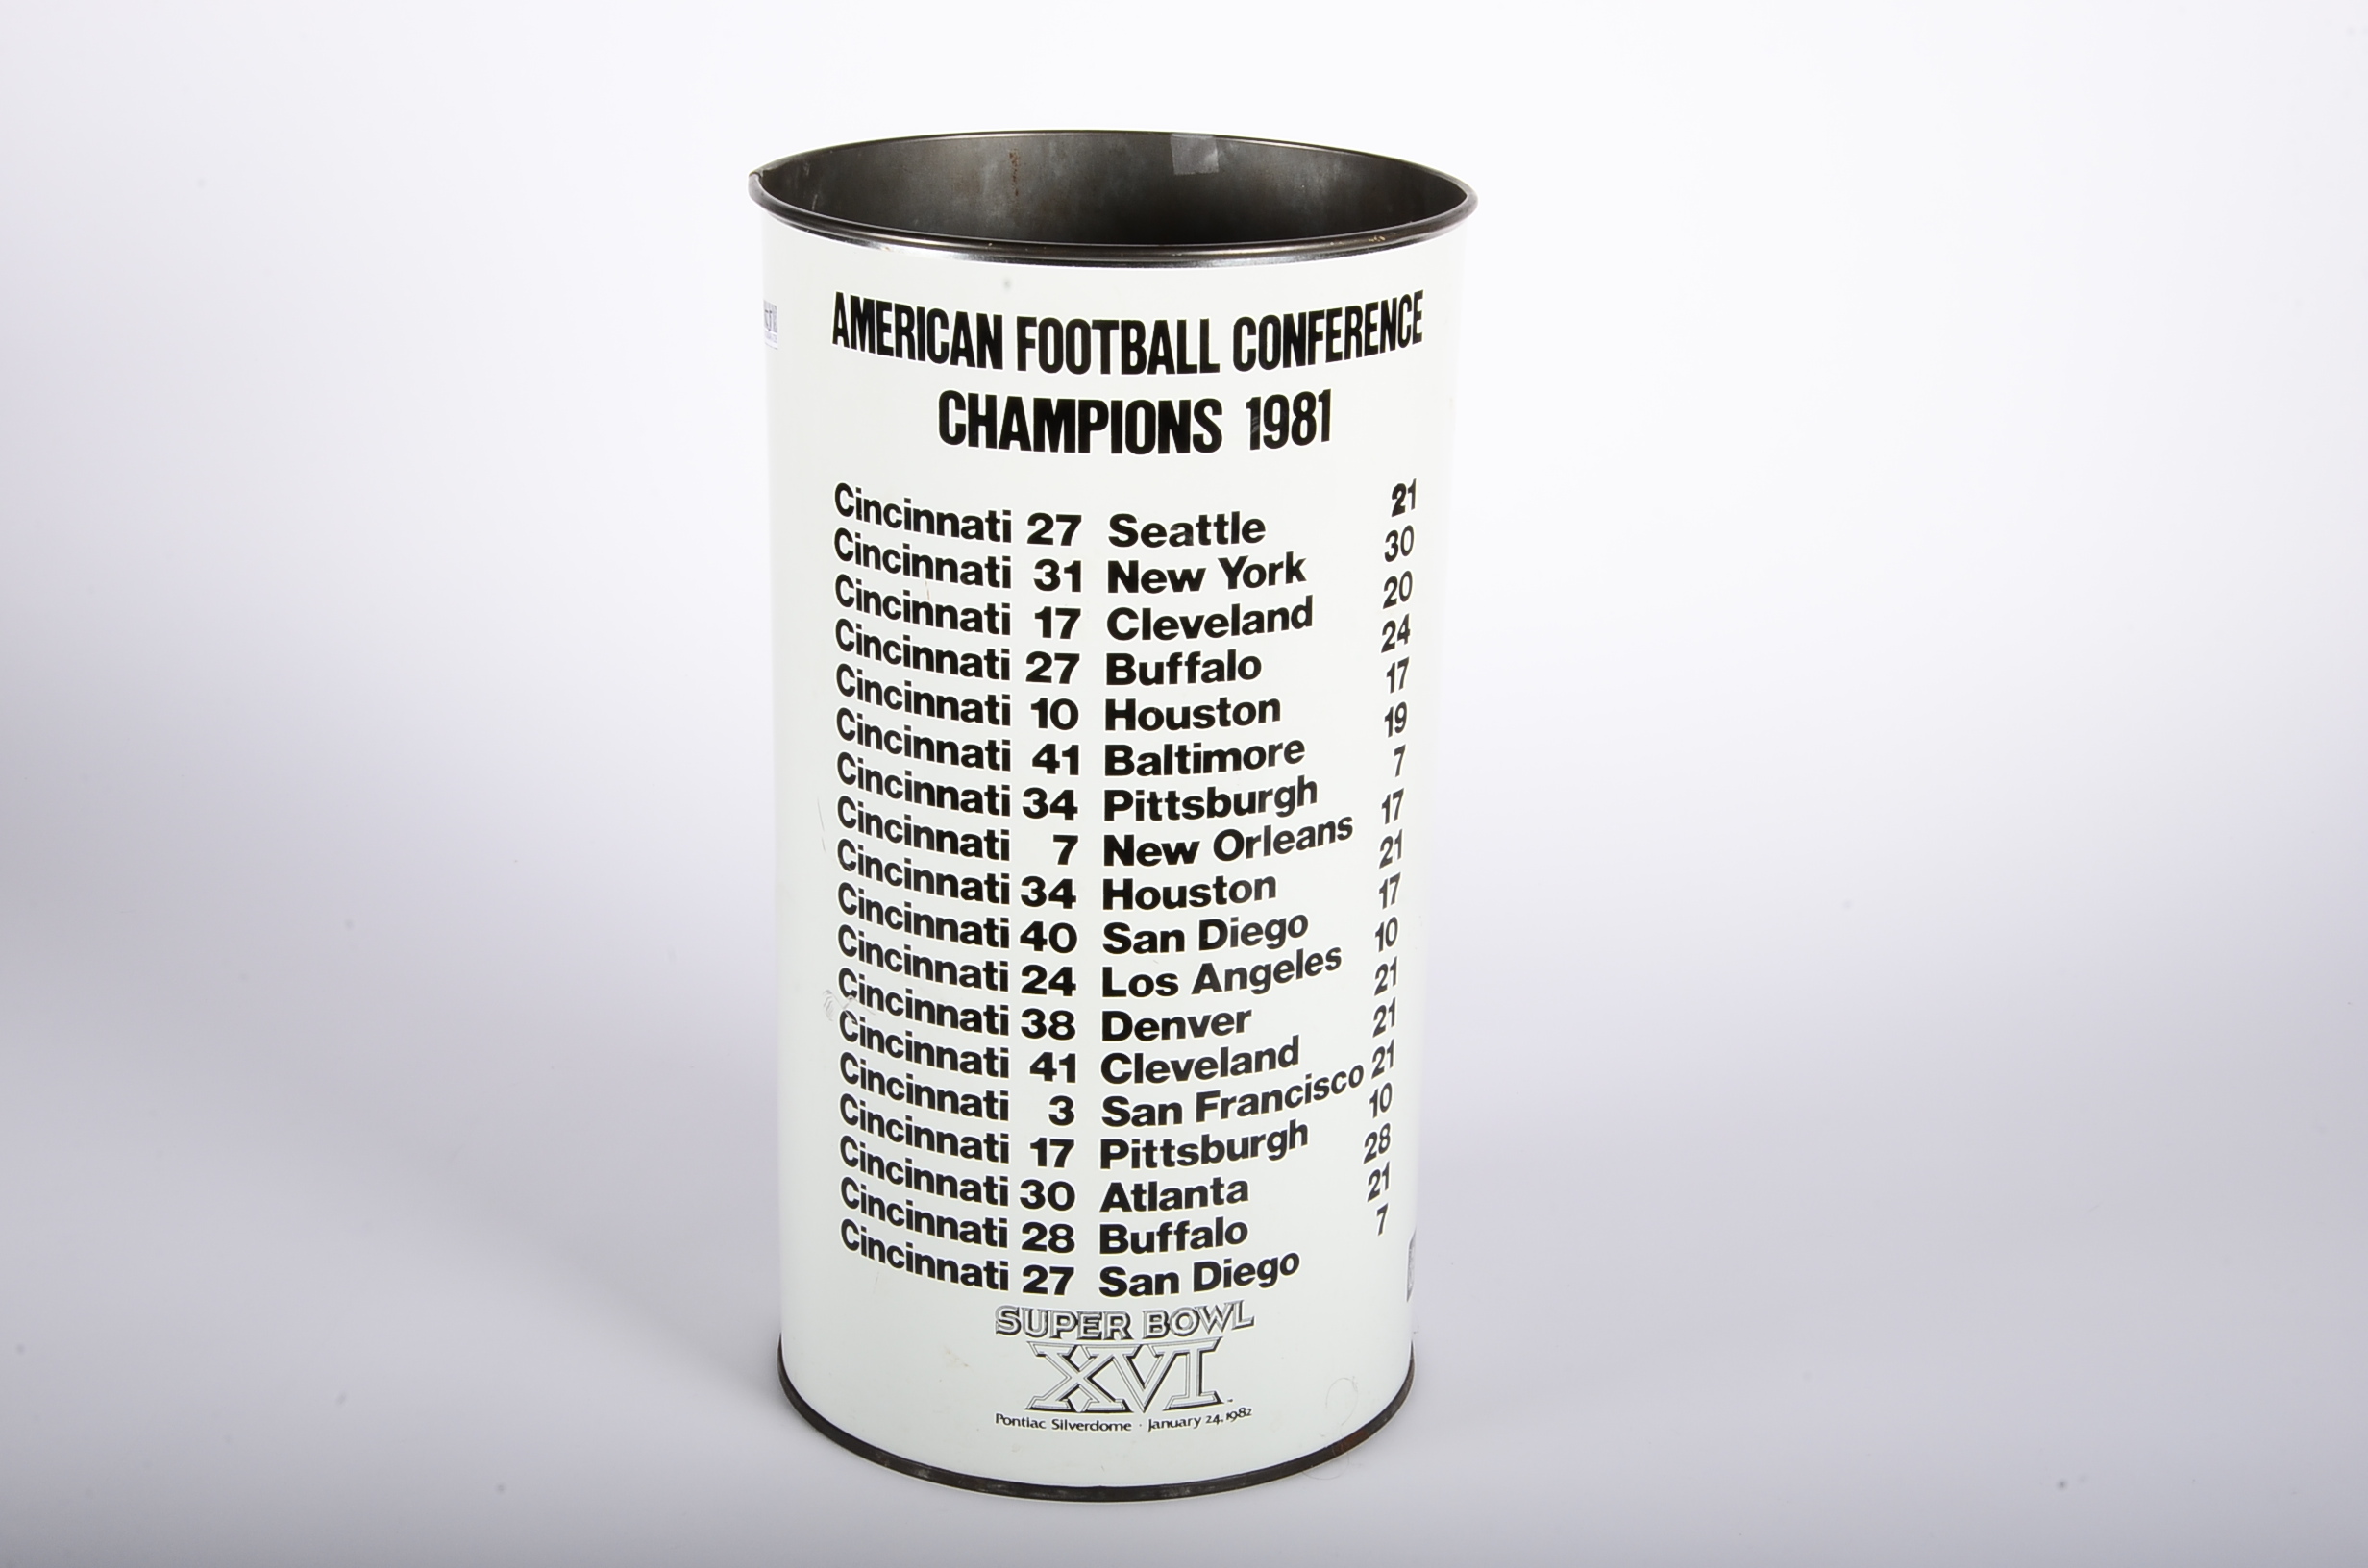 AMERICAN FOOTBALL CONFERENCE
CHAMPIONS 1981
Cincinnati 27 Seattle 21
Cincinnati 31 New York 30
Cincinnati 17 Cleveland 20
Cincinnati 27 Buffalo 24
Cincinnati 10 Houston 17
Cincinnati 41 Baltimore 19
Cincinnati 34 Pittsburgh 7
Cincinnati 7 New Orleans 17
Cincinnati 34 Houston 21
Cincinnati 40 San Diego 17
Cincinnati 24 Los Angeles 10
Cincinnati 38 Denver 21
Cincinnati 41 Cleveland 21
Cincinnati 3 San Francisco 21
Cincinnati 17 Pittsburgh 10
Cincinnati 30 Atlanta 28
Cincinnati 28 Buffalo 21
Cincinnati 27 San Diego 7
SUPER BOWL
XVI
Pontiac Silverdome · January 24, 1982